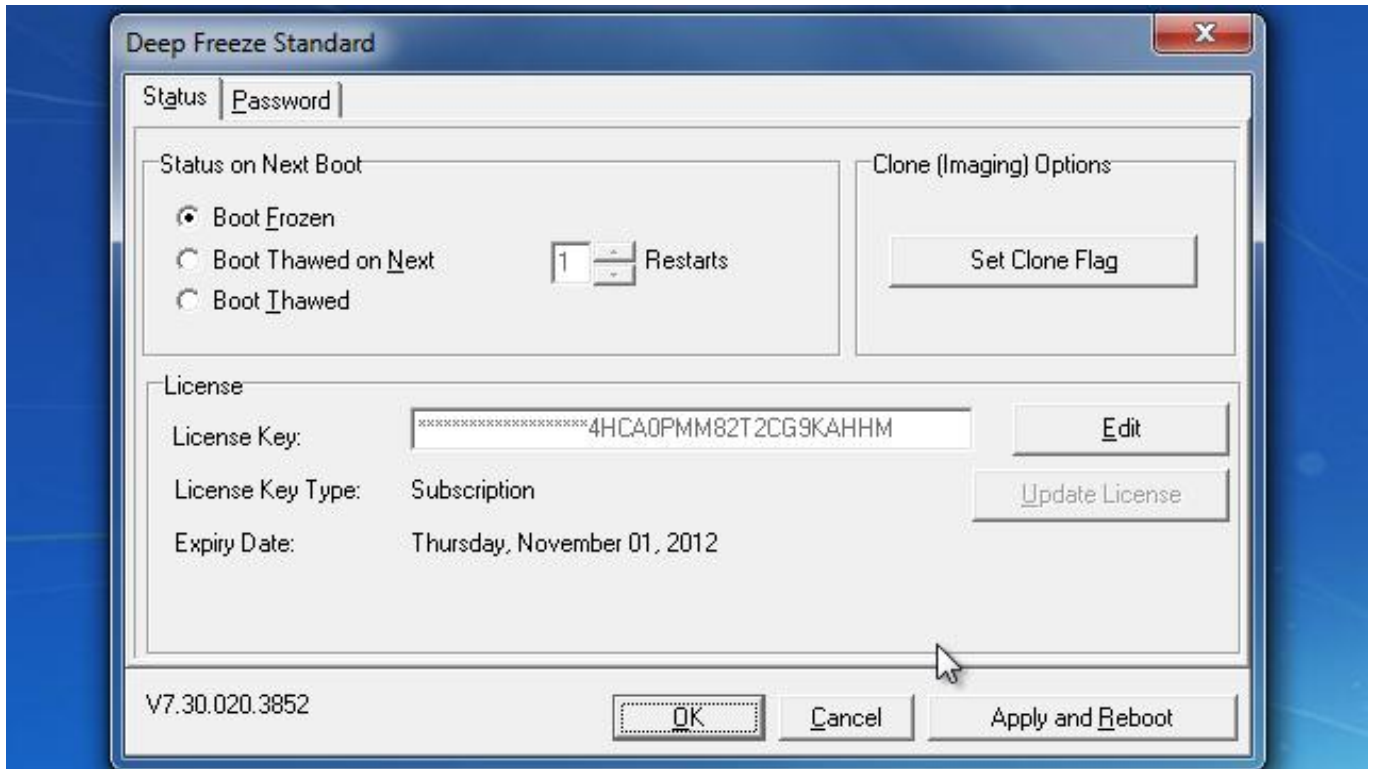 Deep Freeze Standard
Status Password
Status on Next Boot
Boot Frozen
Boot Thawed on Next 1 Restarts
Boot Thawed
Clone (Imaging) Options
Set Clone Flag
License
License Key: ********************4HCA0PMM82T2CG9KAHHM Edit
License Key Type: Subscription Update License
Expiry Date: Thursday, November 01, 2012
V7.30.020.3852 OK Cancel Apply and Reboot